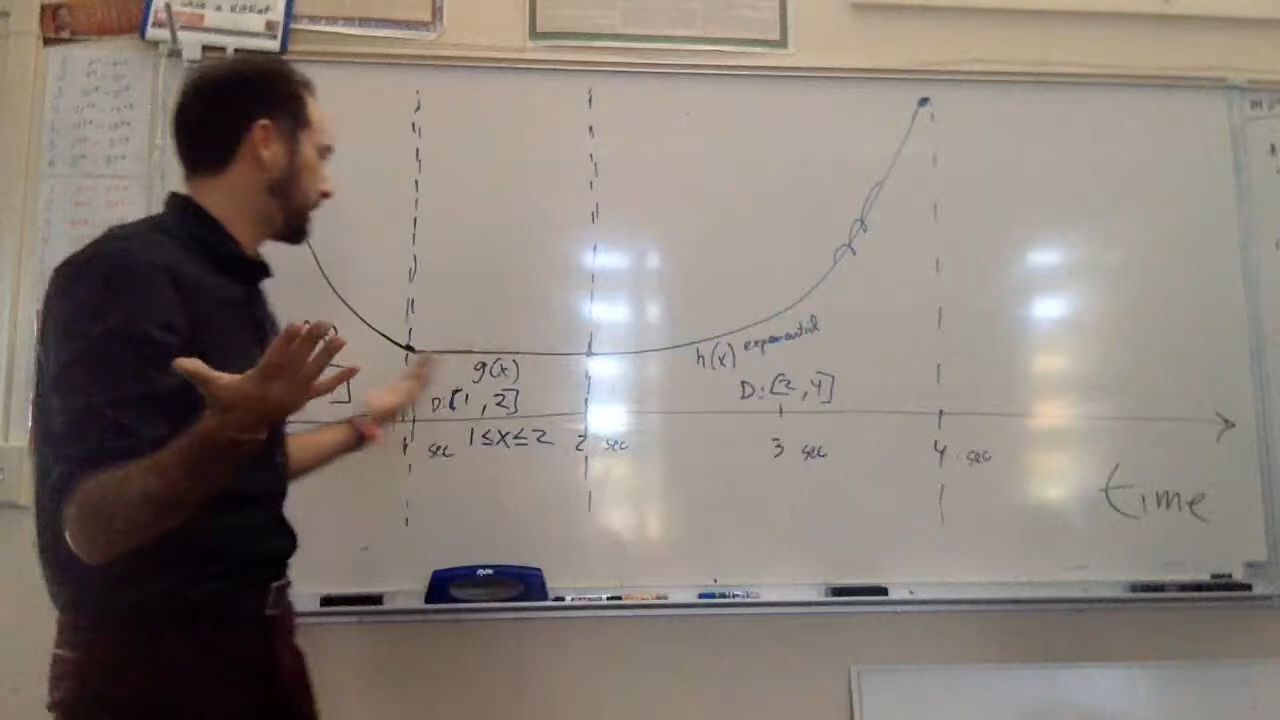 g(x)
h(x) exponential
D:[1, 2]
D:[2,4]
]
1≤x≤2
1 sec
2 sec
3 sec
4 sec
time